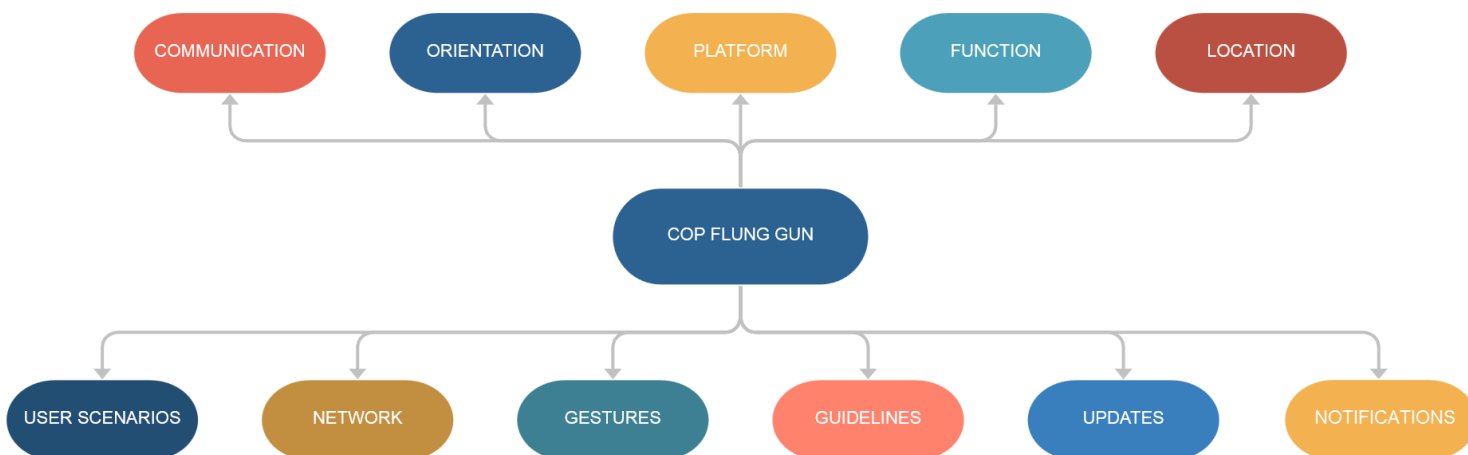 COMMUNICATION
ORIENTATION
PLATFORM
FUNCTION
LOCATION
COP FLUNG GUN
USER SCENARIOS
NETWORK
GESTURES
GUIDELINES
UPDATES
NOTIFICATIONS